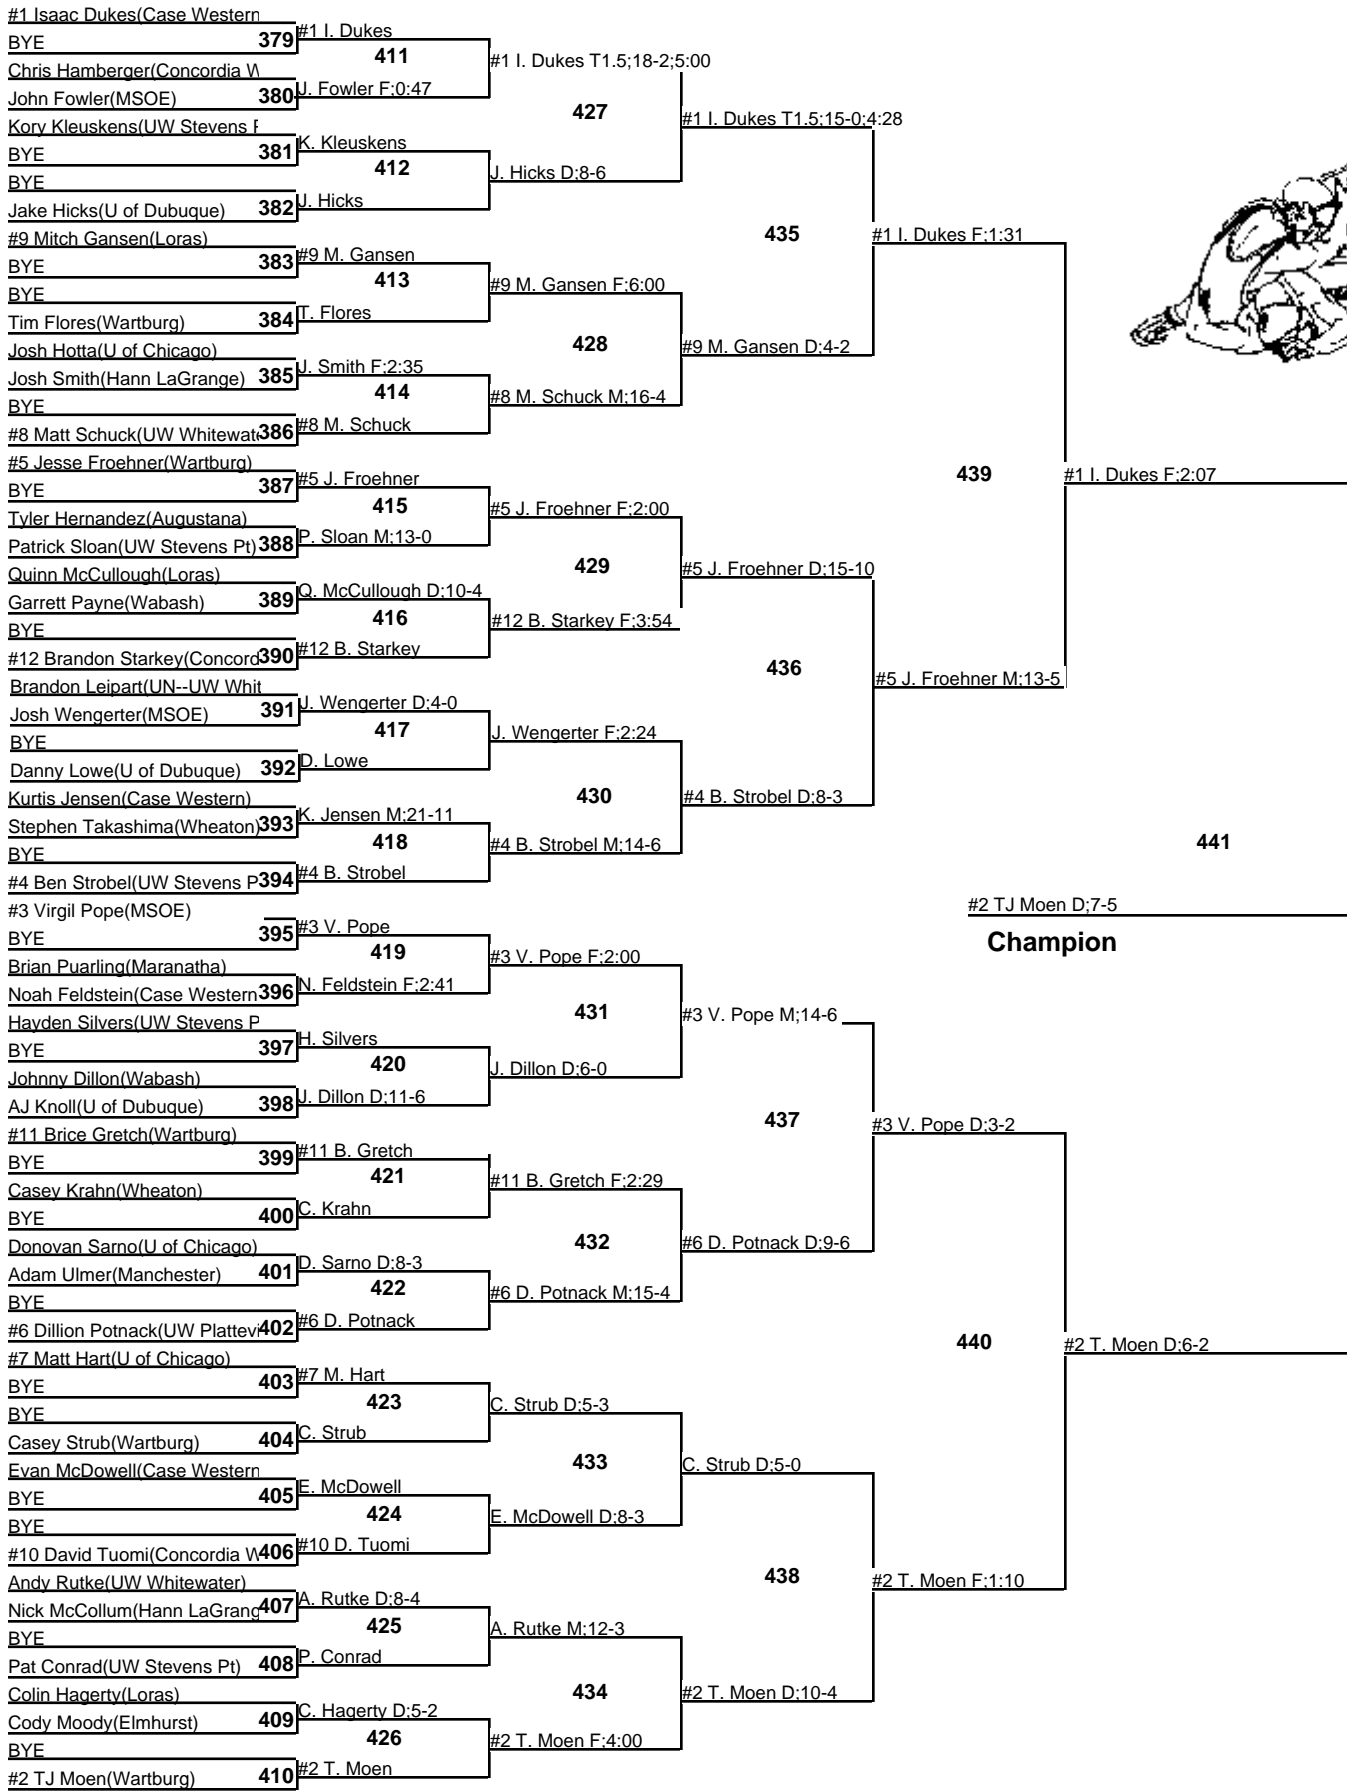 #1 Isaac Dukes(Case Western
BYE
379
Chris Hamberger(Concordia W
John Fowler(MSOE)
380
Kory Kleuskens(UW Stevens P
BYE
381
BYE
Jake Hicks(U of Dubuque)
382
#9 Mitch Gansen(Loras)
BYE
383
BYE
Tim Flores(Wartburg)
384
Josh Hotta(U of Chicago)
Josh Smith(Hann LaGrange)
385
BYE
#8 Matt Schuck(UW Whitewate
386
#5 Jesse Froehner(Wartburg)
BYE
387
Tyler Hernandez(Augustana)
Patrick Sloan(UW Stevens Pt)
388
Quinn McCullough(Loras)
Garrett Payne(Wabash)
389
BYE
#12 Brandon Starkey(Concord
390
Brandon Leipart(UN--UW Whit
Josh Wengerter(MSOE)
391
BYE
Danny Lowe(U of Dubuque)
392
Kurtis Jensen(Case Western)
Stephen Takashima(Wheaton)
393
BYE
#4 Ben Strobel(UW Stevens P
394
#3 Virgil Pope(MSOE)
BYE
395
Brian Puarling(Maranatha)
Noah Feldstein(Case Western
396
Hayden Silvers(UW Stevens P
BYE
397
Johnny Dillon(Wabash)
AJ Knoll(U of Dubuque)
398
#11 Brice Gretch(Wartburg)
BYE
399
Casey Krahn(Wheaton)
BYE
400
Donovan Sarno(U of Chicago)
Adam Ulmer(Manchester)
401
BYE
#6 Dillion Potnack(UW Plattevi
402
#7 Matt Hart(U of Chicago)
BYE
403
BYE
Casey Strub(Wartburg)
404
Evan McDowell(Case Western
BYE
405
BYE
#10 David Tuomi(Concordia W
406
Andy Rutke(UW Whitewater)
Nick McCollum(Hann LaGrang
407
BYE
Pat Conrad(UW Stevens Pt)
408
Colin Hagerty(Loras)
Cody Moody(Elmhurst)
409
BYE
#2 TJ Moen(Wartburg)
410
#1 I. Dukes
411
J. Fowler F;0:47
K. Kleuskens
412
J. Hicks
#9 M. Gansen
413
T. Flores
J. Smith F;2:35
414
#8 M. Schuck
#5 J. Froehner
415
P. Sloan M;13-0
Q. McCullough D;10-4
416
#12 B. Starkey
J. Wengerter D;4-0
417
D. Lowe
K. Jensen M;21-11
418
#4 B. Strobel
#3 V. Pope
419
N. Feldstein F;2:41
H. Silvers
420
J. Dillon D;11-6
#11 B. Gretch
421
C. Krahn
D. Sarno D;8-3
422
#6 D. Potnack
#7 M. Hart
423
C. Strub
E. McDowell
424
#10 D. Tuomi
A. Rutke D;8-4
425
P. Conrad
C. Hagerty D;5-2
426
#2 T. Moen
#1 I. Dukes T1.5;18-2;5:00
427
J. Hicks D;8-6
#9 M. Gansen F;6:00
428
#8 M. Schuck M;16-4
#5 J. Froehner F;2:00
429
#12 B. Starkey F;3:54
J. Wengerter F;2:24
430
#4 B. Strobel M;14-6
#3 V. Pope F;2:00
431
J. Dillon D;6-0
#11 B. Gretch F;2:29
432
#6 D. Potnack M;15-4
C. Strub D;5-3
433
E. McDowell D;8-3
A. Rutke M;12-3
434
#2 T. Moen F;4:00
#1 I. Dukes T1.5;15-0;4:28
435
#9 M. Gansen D;4-2
#5 J. Froehner D;15-10
436
#4 B. Strobel D;8-3
#3 V. Pope M;14-6
437
#6 D. Potnack D;9-6
C. Strub D;5-0
438
#2 T. Moen D;10-4
#1 I. Dukes F;1:31
439
#5 J. Froehner M;13-5
#3 V. Pope D;3-2
440
#2 T. Moen F;1:10
#1 I. Dukes F;2:07
441
#2 T. Moen D;6-2
#2 TJ Moen D;7-5
Champion